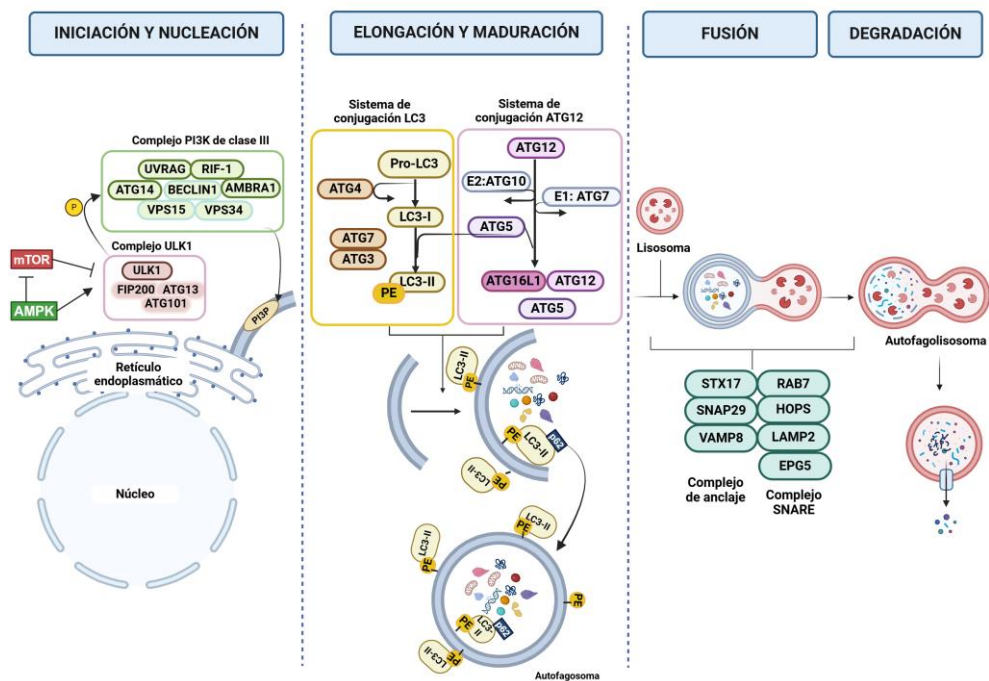 INICIACIÓN Y NUCLEACIÓN
Complejo PI3K de clase III
UVRAG
RIF-1
ATG14
BECLIN1
AMBRA1
VPS15
VPS34
P
Complejo ULK1
mTOR
ULK1
FIP200
ATG13
AMPK
ATG101
PI3P
Retículo
endoplasmático
Núcleo
ELONGACIÓN Y MADURACIÓN
Sistema de
conjugación LC3
Pro-LC3
ATG4
LC3-I
ATG7
ATG3
LC3-II
PE
Sistema de
conjugación ATG12
ATG12
E2:ATG10
E1: ATG7
ATG5
ATG16L1
ATG12
ATG5
LC3-II
PE
PE
LC3-II
p62
LC3-II
PE
LC3-II
PE
LC3-II
PE
PE
PE
LC3-
II
p62
LC3-II
PE
Autofagosoma
FUSIÓN
DEGRADACIÓN
Lisosoma
Autofagolisosoma
STX17
RAB7
SNAP29
HOPS
VAMP8
LAMP2
EPG5
Complejo
de anclaje
Complejo
SNARE